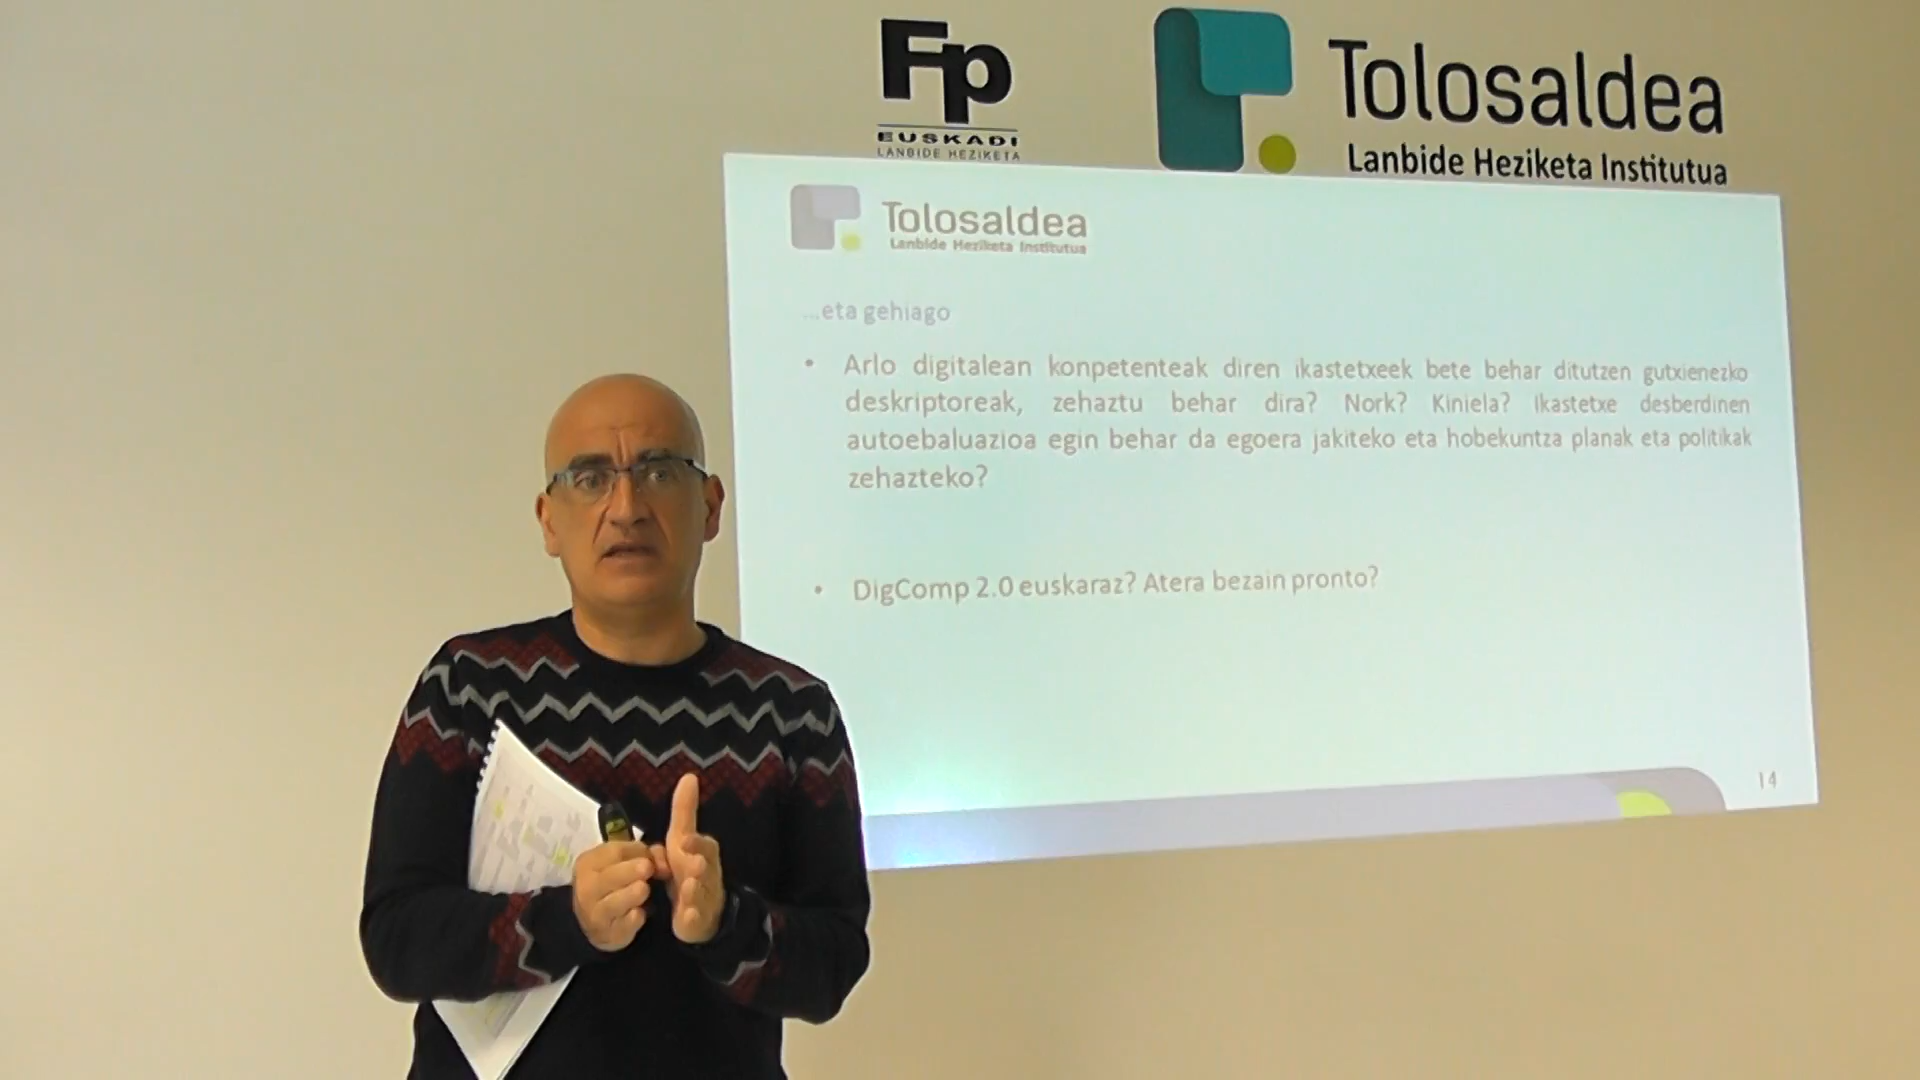 Fp
EUSKADI
LANBIDE HEZIKETA
Tolosaldea
Lanbide Heziketa Institutua
Tolosaldea
Lanbide Heziketa Institutua
...eta gehiago
• Arlo digitalean konpetenteak diren ikastetxeek bete behar ditutzen gutxienezko
deskriptoreak, zehaztu behar dira? Nork? Kiniela? Ikastetxe desberdinen
autoebaluazioa egin behar da egoera jakiteko eta hobekuntza planak eta politikak
zehazteko?
• DigComp 2.0 euskaraz? Atera bezain pronto?
14